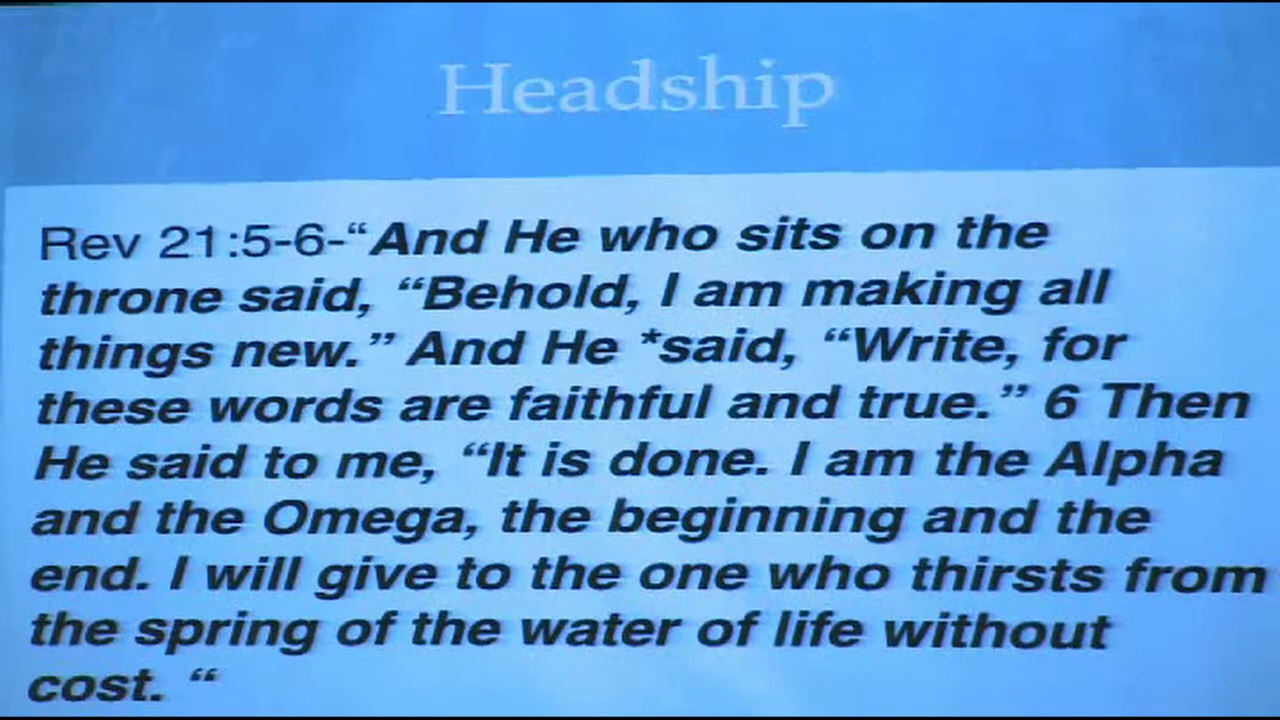 Headship
Rev 21:5-6-“And He who sits on the
throne said, “Behold, I am making all
things new.” And He *said, “Write, for
these words are faithful and true.” 6 Then
He said to me, “It is done. I am the Alpha
and the Omega, the beginning and the
end. I will give to the one who thirsts from
the spring of the water of life without
cost. “